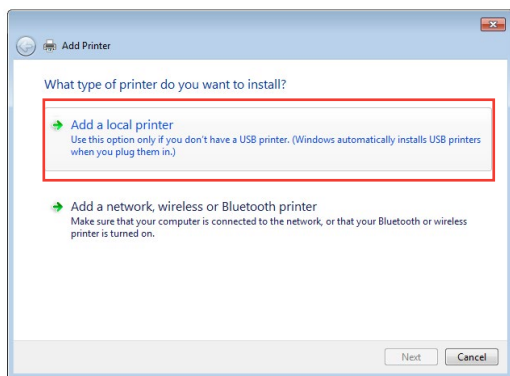 Add Printer
What type of printer do you want to install?
Add a local printer
Use this option only if you don't have a USB printer. (Windows automatically installs USB printers
when you plug them in.)
Add a network, wireless or Bluetooth printer
Make sure that your computer is connected to the network, or that your Bluetooth or wireless
printer is turned on.
Next Cancel